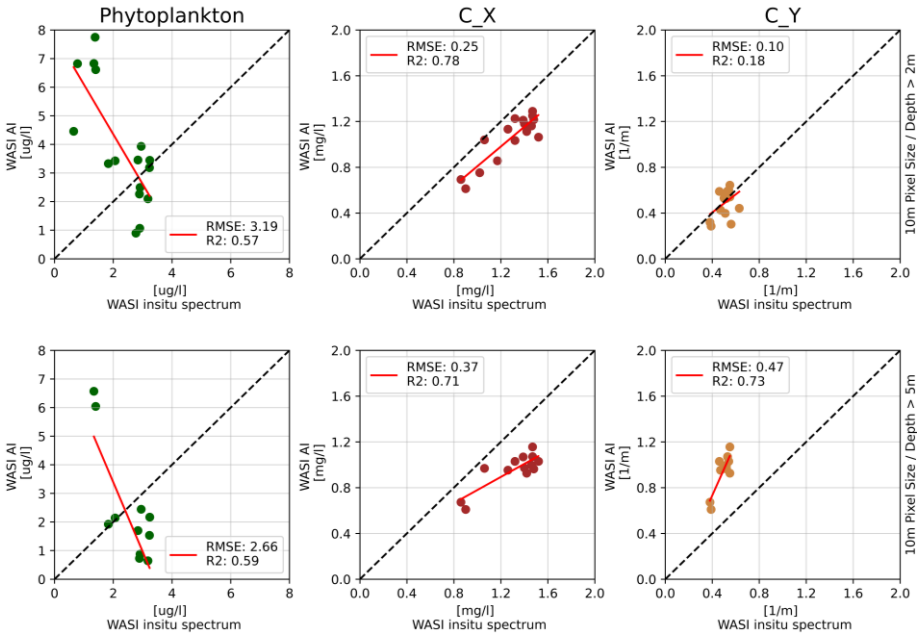 Phytoplankton
C_X
C_Y
8
7
6
5
4
3
2
1
0
WASI AI
[ug/l]
RMSE: 3.19
R2: 0.57
0
2
4
6
8
[ug/l]
WASI insitu spectrum
2.0
1.6
1.2
0.8
0.4
0.0
WASI AI
[mg/l]
RMSE: 0.25
R2: 0.78
0.0
0.4
0.8
1.2
1.6
2.0
[mg/l]
WASI insitu spectrum
2.0
1.6
1.2
0.8
0.4
0.0
WASI AI
[1/m]
RMSE: 0.10
R2: 0.18
0.0
0.4
0.8
1.2
1.6
2.0
[1/m]
WASI insitu spectrum
10m Pixel Size / Depth > 2m
8
7
6
5
4
3
2
1
0
WASI AI
[ug/l]
RMSE: 2.66
R2: 0.59
0
2
4
6
8
[ug/l]
WASI insitu spectrum
2.0
1.6
1.2
0.8
0.4
0.0
WASI AI
[mg/l]
RMSE: 0.37
R2: 0.71
0.0
0.4
0.8
1.2
1.6
2.0
[mg/l]
WASI insitu spectrum
2.0
1.6
1.2
0.8
0.4
0.0
WASI AI
[1/m]
RMSE: 0.47
R2: 0.73
0.0
0.4
0.8
1.2
1.6
2.0
[1/m]
WASI insitu spectrum
10m Pixel Size / Depth > 5m